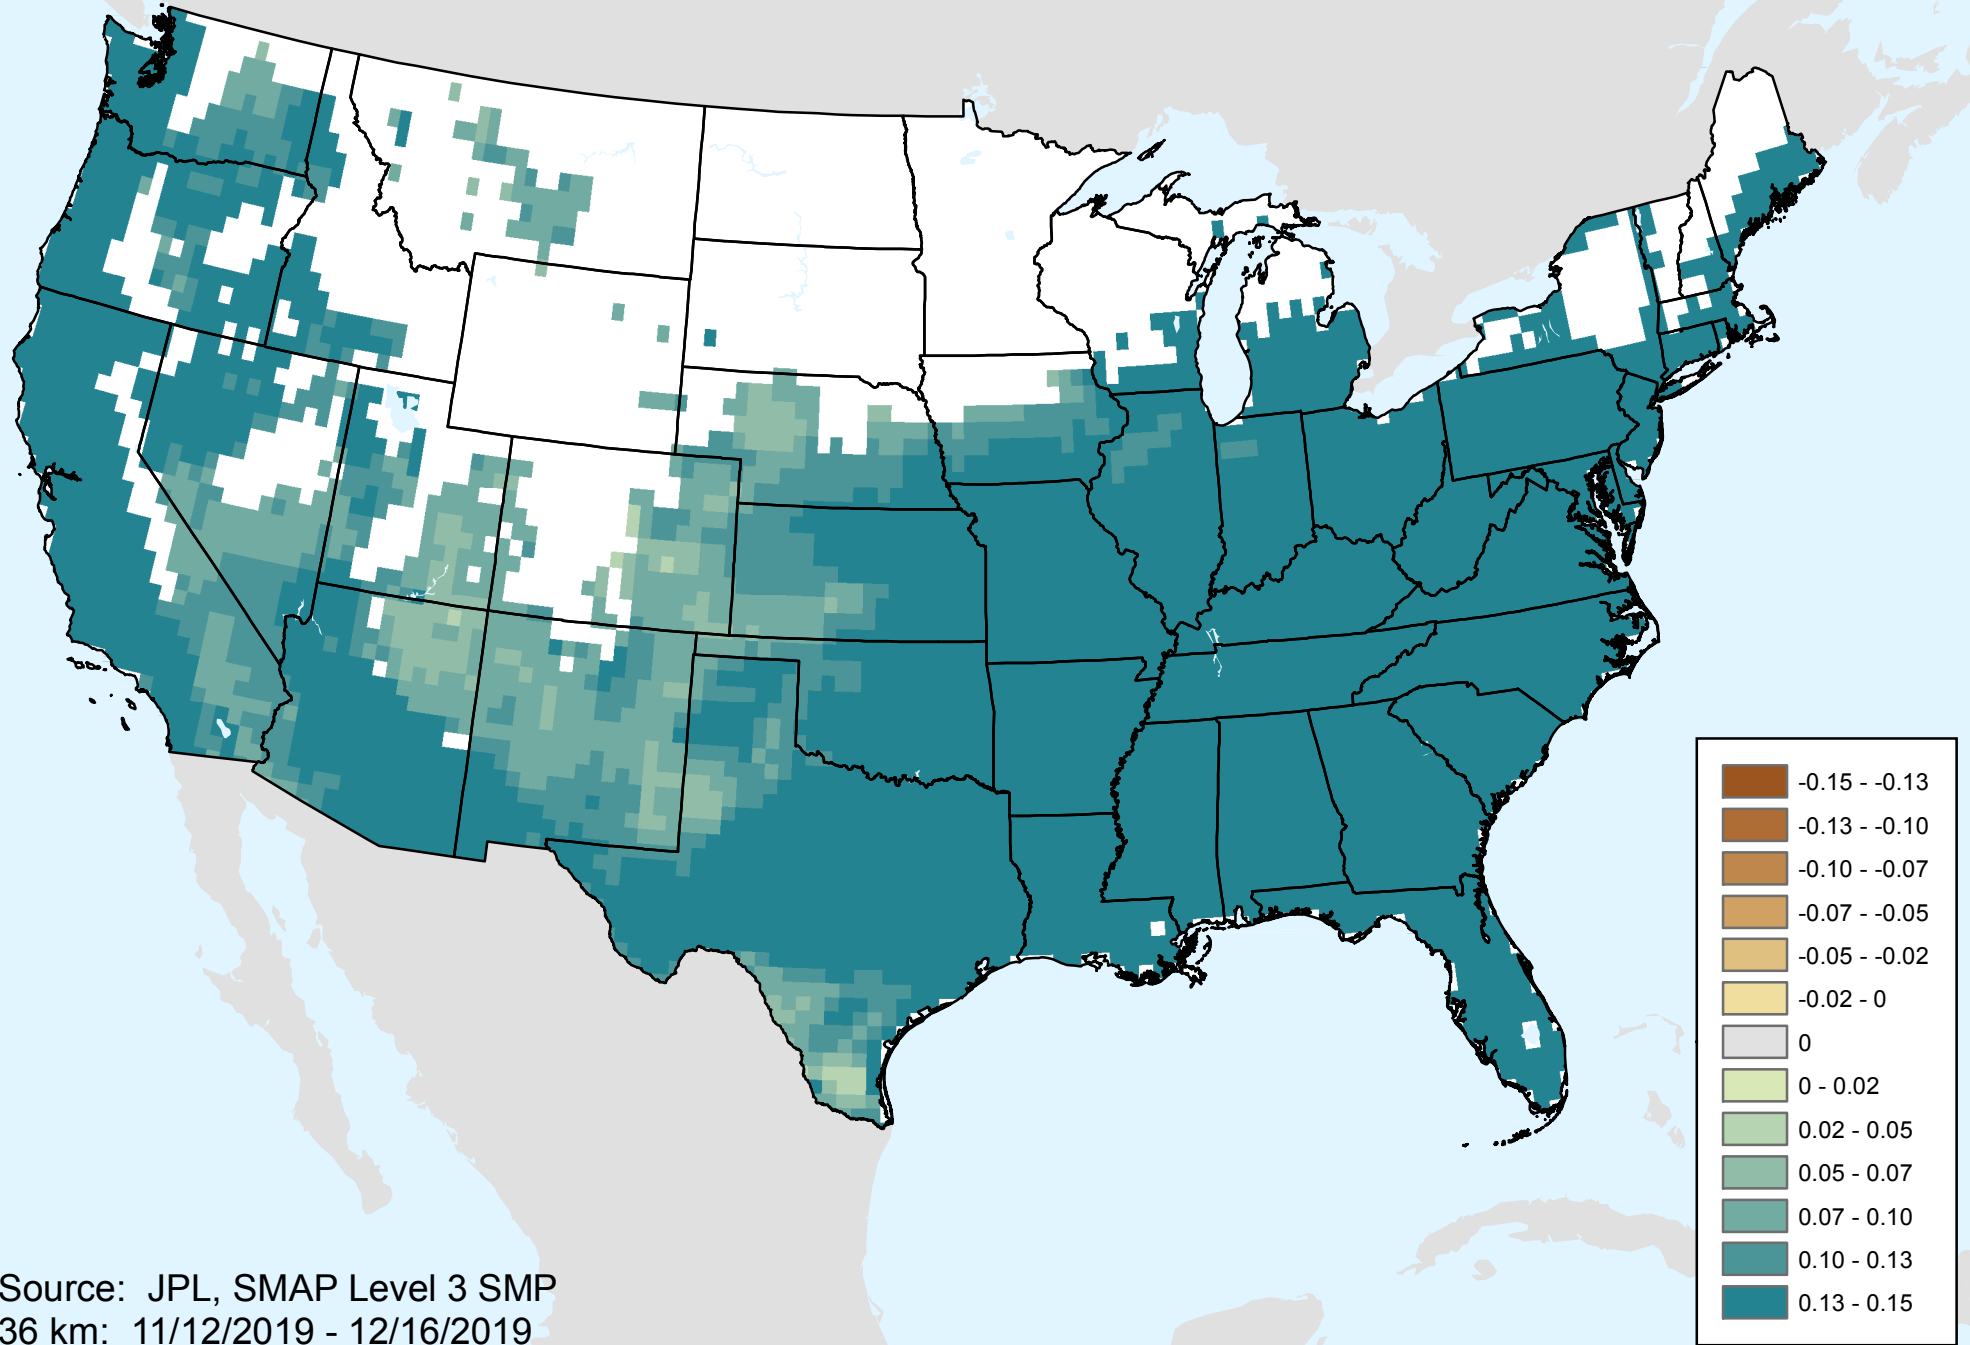 -0.15 - -0.13
-0.13 - -0.10
-0.10 - -0.07
-0.07 - -0.05
-0.05 - -0.02
-0.02 - 0
0
0 - 0.02
0.02 - 0.05
0.05 - 0.07
0.07 - 0.10
0.10 - 0.13
0.13 - 0.15
Source: JPL, SMAP Level 3 SMP
36 km: 11/12/2019 - 12/16/2019